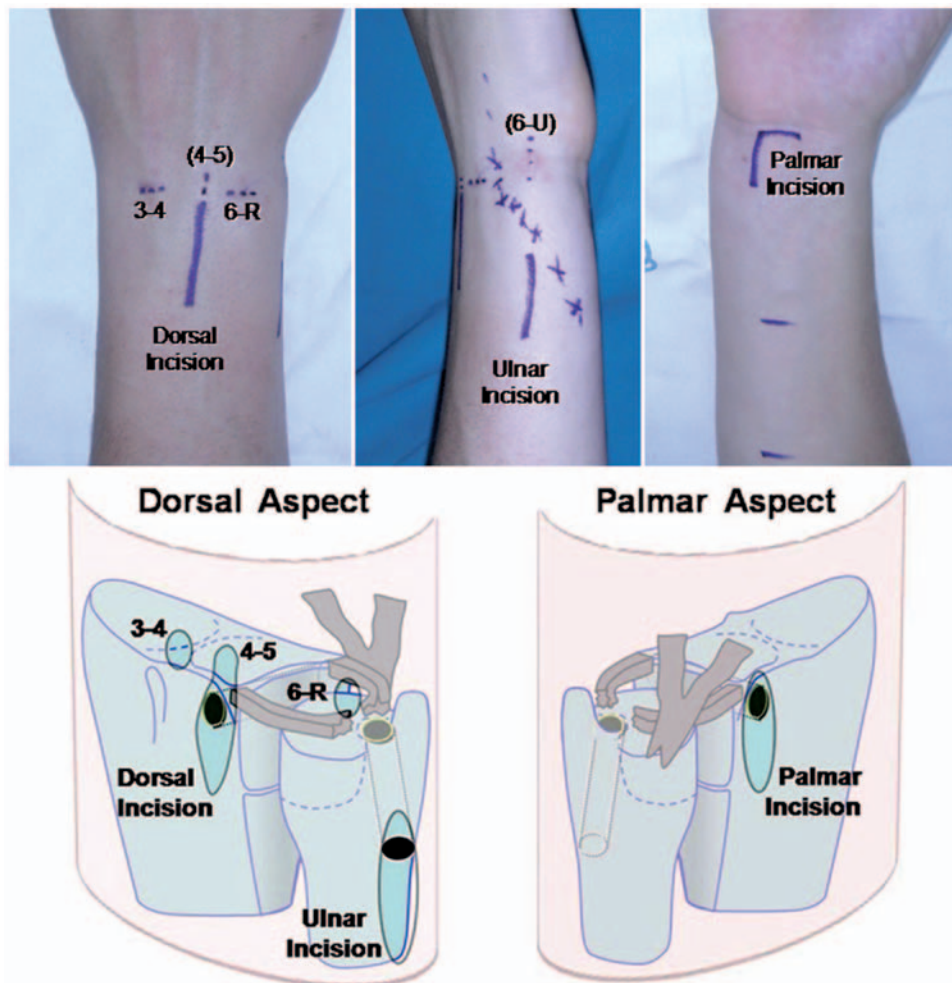 (4-5)
3-4
6-R
Dorsal
Incision
(6-U)
Ulnar
Incision
Palmar
Incision
Dorsal Aspect
3-4
4-5
6-R
Dorsal
Incision
Ulnar
Incision
Palmar Aspect
Palmar
Incision